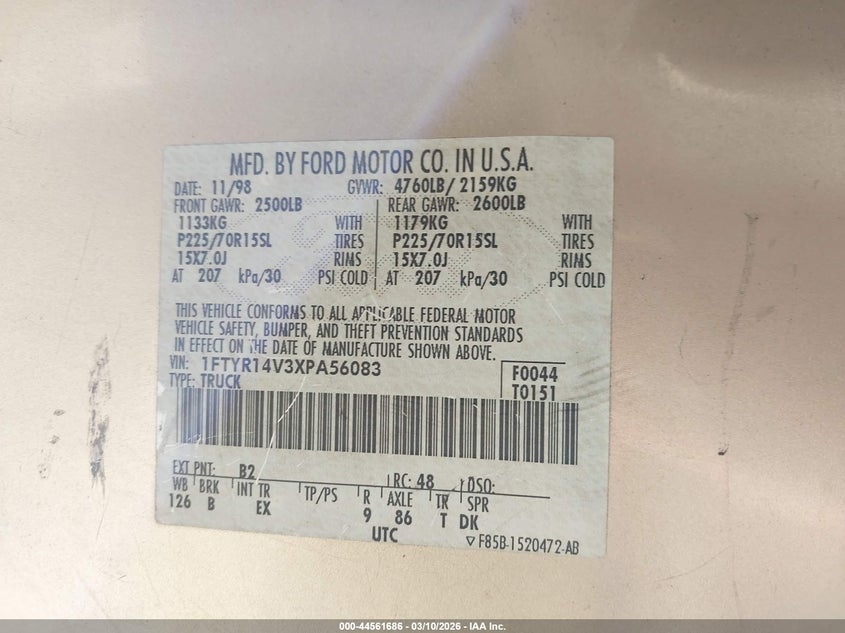 MFD. BY FORD MOTOR CO. IN U.S.A.
DATE: 11/98 GVWR: 4760LB/ 2159KG
FRONT GAWR: 2500LB REAR GAWR: 2600LB
1133KG WITH 1179KG WITH
P225/70R15SL TIRES P225/70R15SL TIRES
15X7.0J RIMS 15X7.0J RIMS
AT 207 kPa/30 PSI COLD AT 207 kPa/30 PSI COLD
THIS VEHICLE CONFORMS TO ALL APPLICABLE FEDERAL MOTOR
VEHICLE SAFETY, BUMPER, AND THEFT PREVENTION STANDARDS
IN EFFECT ON THE DATE OF MANUFACTURE SHOWN ABOVE.
VIN: 1FTYR14V3XPA56083 F0044
TYPE: TRUCK T0151
EXT PNT: B2 RC: 48 DSO:
WB BRK INT TR TP/PS R AXLE TR SPR
126 B EX 9 86 T DK
UTC ▽ F85B-1520472-AB
000-44561686 — 03/10/2026 — IAA Inc.